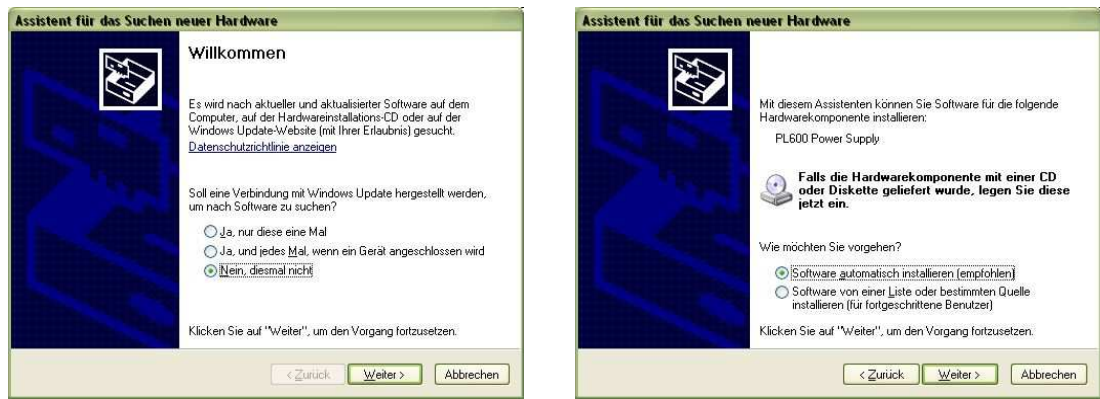 Assistent für das Suchen neuer Hardware
Willkommen
Es wird nach aktueller und aktualisierter Software auf dem
Computer, auf der Hardwareinstallations-CD oder auf der
Windows Update-Website (mit Ihrer Erlaubnis) gesucht.
Datenschutzrichtlinie anzeigen
Soll eine Verbindung mit Windows Update hergestellt werden,
um nach Software zu suchen?
Ja, nur diese eine Mal
Ja, und jedes Mal, wenn ein Gerät angeschlossen wird
Nein, diesmal nicht
Klicken Sie auf "Weiter", um den Vorgang fortzusetzen.
< Zurück
Weiter >
Abbrechen
Assistent für das Suchen neuer Hardware
Mit diesem Assistenten können Sie Software für die folgende
Hardwarekomponente installieren:
PL600 Power Supply
Falls die Hardwarekomponente mit einer CD
oder Diskette geliefert wurde, legen Sie diese
jetzt ein.
Wie möchten Sie vorgehen?
Software automatisch installieren (empfohlen)
Software von einer Liste oder bestimmten Quelle
installieren (für fortgeschrittene Benutzer)
Klicken Sie auf "Weiter", um den Vorgang fortzusetzen.
< Zurück
Weiter >
Abbrechen